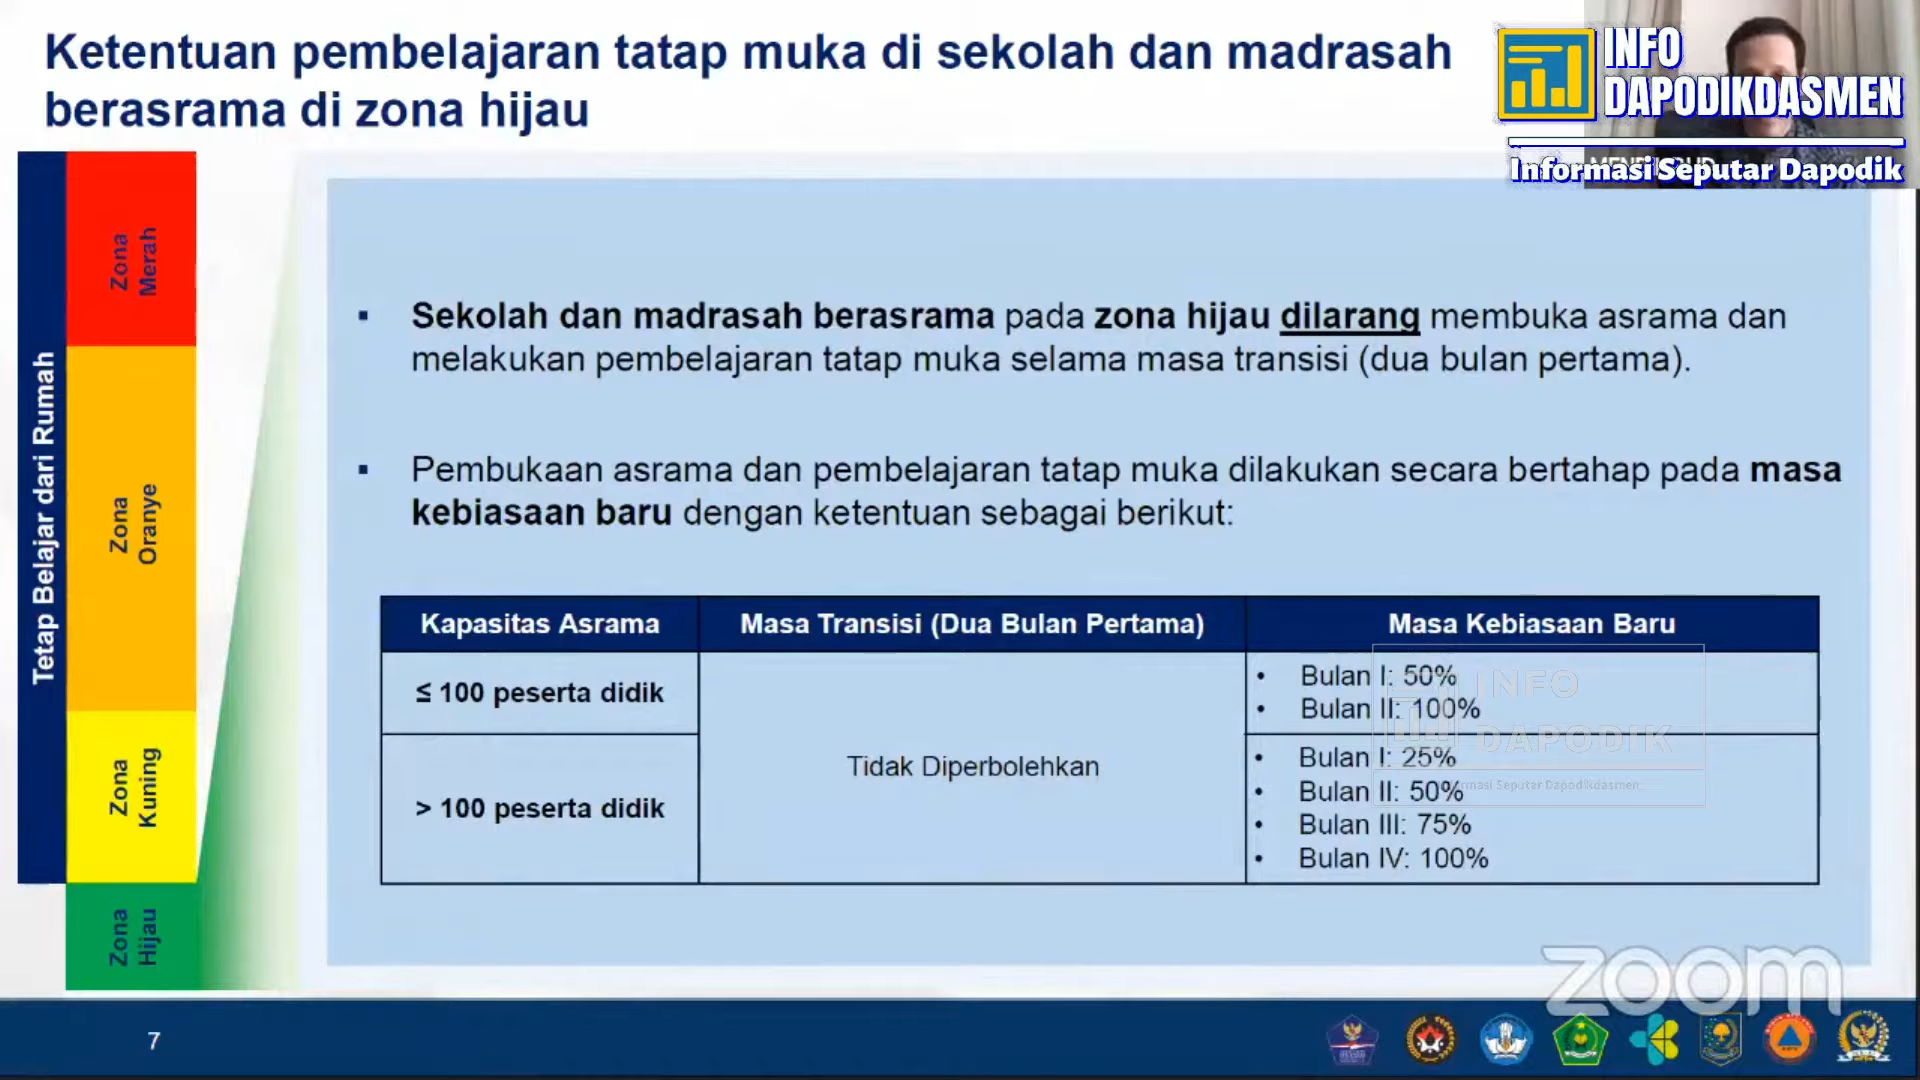 Ketentuan pembelajaran tatap muka di sekolah dan madrasah
berasrama di zona hijau
INFO
DAPODIKDASMEN
Informasi Seputar Dapodik
Tetap Belajar dari Rumah
Zona
Merah
Zona
Oranye
Zona
Kuning
Zona
Hijau
▪ Sekolah dan madrasah berasrama pada zona hijau dilarang membuka asrama dan
melakukan pembelajaran tatap muka selama masa transisi (dua bulan pertama).
▪ Pembukaan asrama dan pembelajaran tatap muka dilakukan secara bertahap pada masa
kebiasaan baru dengan ketentuan sebagai berikut:
Kapasitas Asrama Masa Transisi (Dua Bulan Pertama) Masa Kebiasaan Baru
≤ 100 peserta didik
Tidak Diperbolehkan
• Bulan I: 50%
• Bulan II: 100%
> 100 peserta didik
• Bulan I: 25%
• Bulan II: 50%
• Bulan III: 75%
• Bulan IV: 100%
INFO
DAPODIK
Seputar Dapodikdasmen
zoom
7